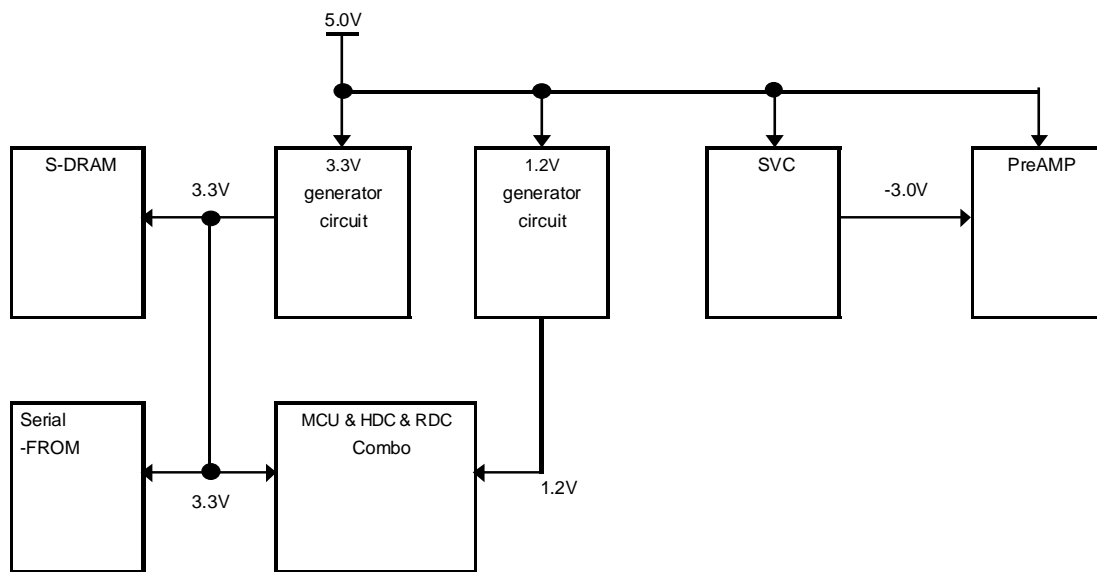 5.0V
S-DRAM
3.3V
3.3V
generator
circuit
1.2V
generator
circuit
SVC
-3.0V
PreAMP
Serial
-FROM
3.3V
MCU & HDC & RDC
Combo
1.2V